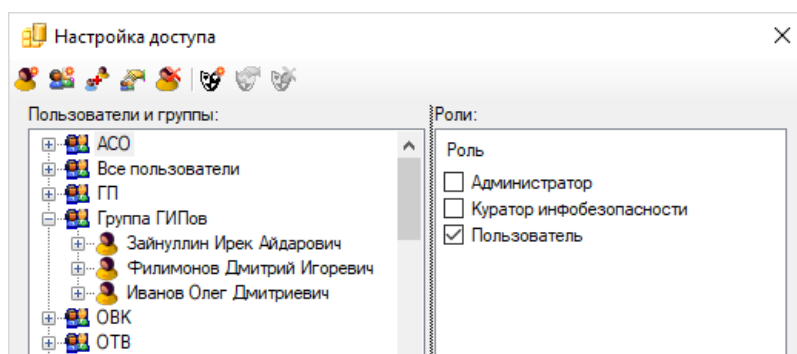 Настройка доступа
Пользователи и группы:
АСО
Все пользователи
ГП
Группа ГИПов
Зайнуллин Ирек Айдарович
Филимонов Дмитрий Игоревич
Иванов Олег Дмитриевич
ОВК
ОТВ
Роли:
Роль
Администратор
Куратор инфобезопасности
Пользователь